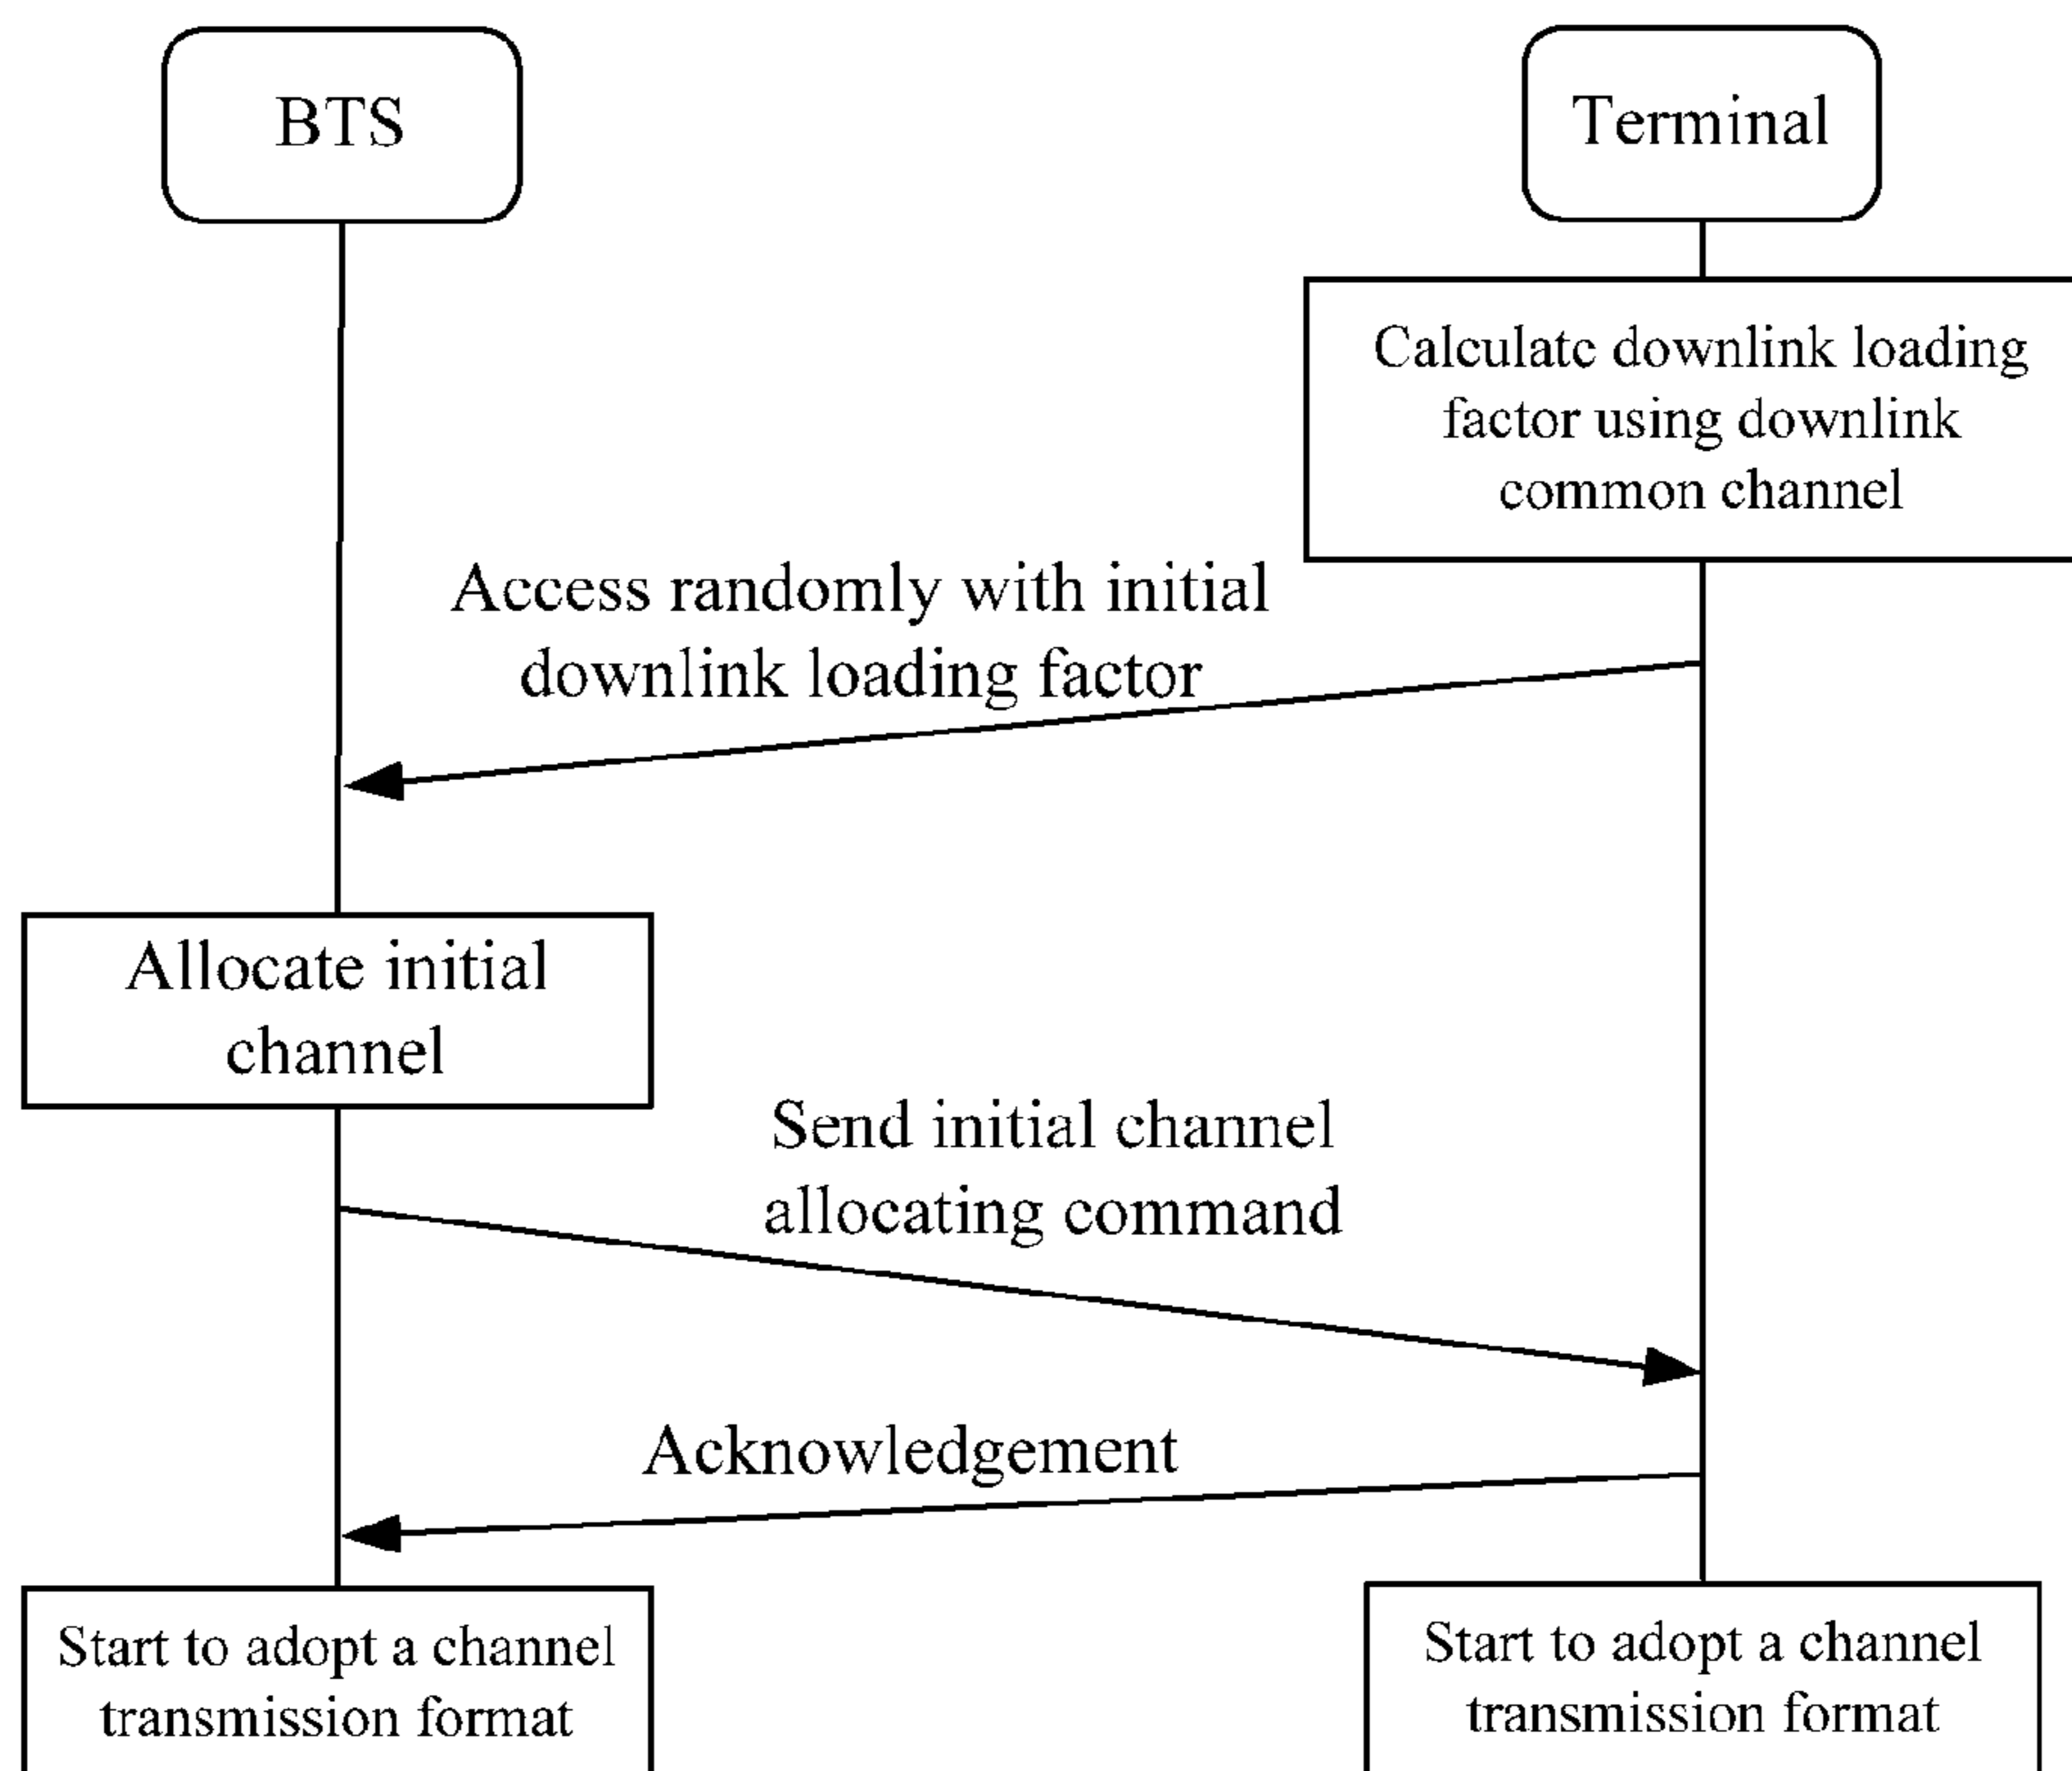 BTS
Terminal
Calculate downlink loading
factor using downlink
common channel
Access randomly with initial
downlink loading factor
Allocate initial
channel
Send initial channel
allocating command
Acknowledgement
Start to adopt a channel
transmission format
Start to adopt a channel
transmission format